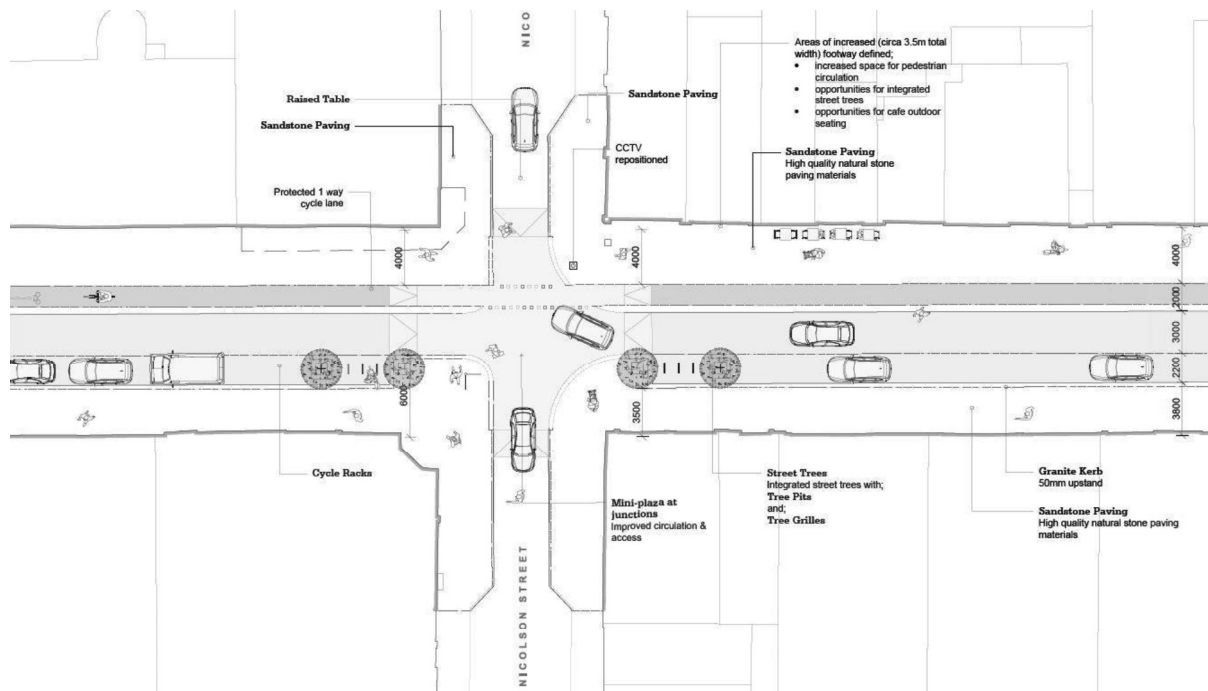 NICO
Areas of increased (circa 3.5m total
width) footway defined;
• increased space for pedestrian
circulation
• opportunities for integrated
street trees
• opportunities for cafe outdoor
seating
Raised Table
Sandstone Paving
Sandstone Paving
CCTV
repositioned
Sandstone Paving
High quality natural stone
paving materials
Protected 1 way
cycle lane
4000
4000
4000
2000
3000
2200
6000
3500
3800
Cycle Racks
Mini-plaza at
junctions
Improved circulation &
access
Street Trees
Integrated street trees with;
Tree Pits
and;
Tree Grilles
Granite Kerb
50mm upstand
Sandstone Paving
High quality natural stone paving
materials
NICOLSON STREET